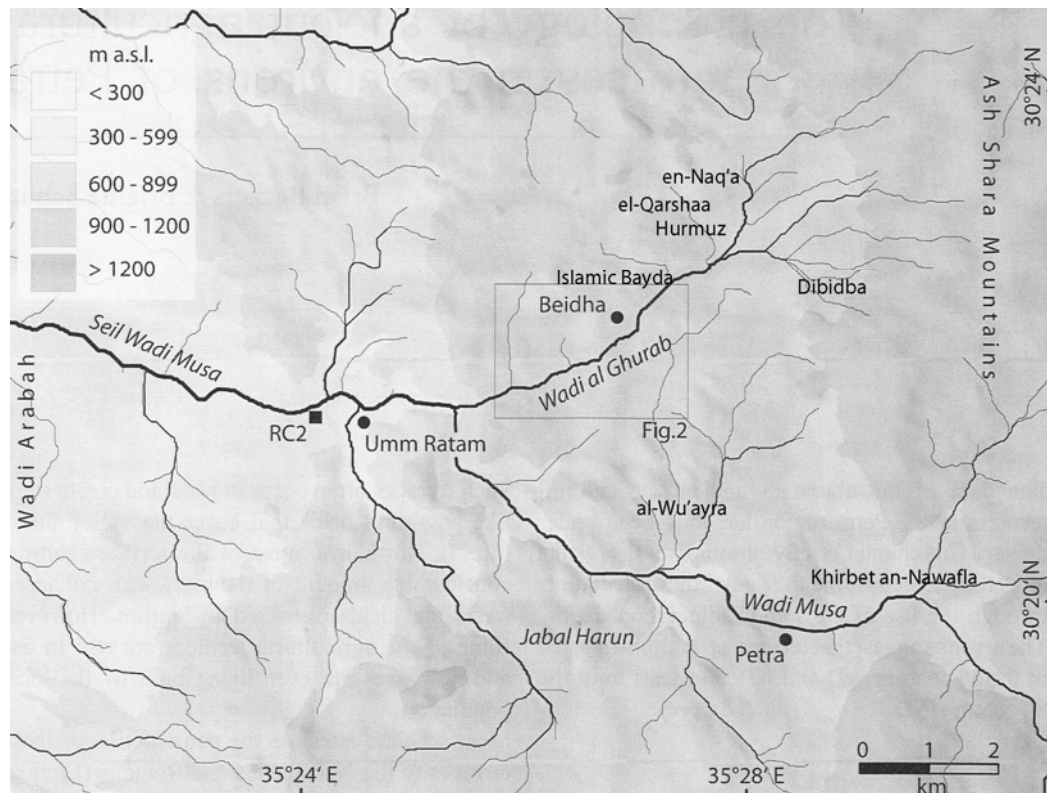 m a.s.l.
< 300
300 - 599
600 - 899
900 - 1200
> 1200
30°24' N
Ash Shara Mountains
en-Naq'a
el-Qarshaa
Hurmuz
Islamic Bayda
Dibidba
Beidha
Seil Wadi Musa
Wadi al Ghurab
Wadi Arabah
RC2
Umm Ratam
Fig.2
al-Wu'ayra
Khirbet an-Nawafla
30°20' N
Wadi Musa
Jabal Harun
Petra
0 1 2
km
35°24' E
35°28' E